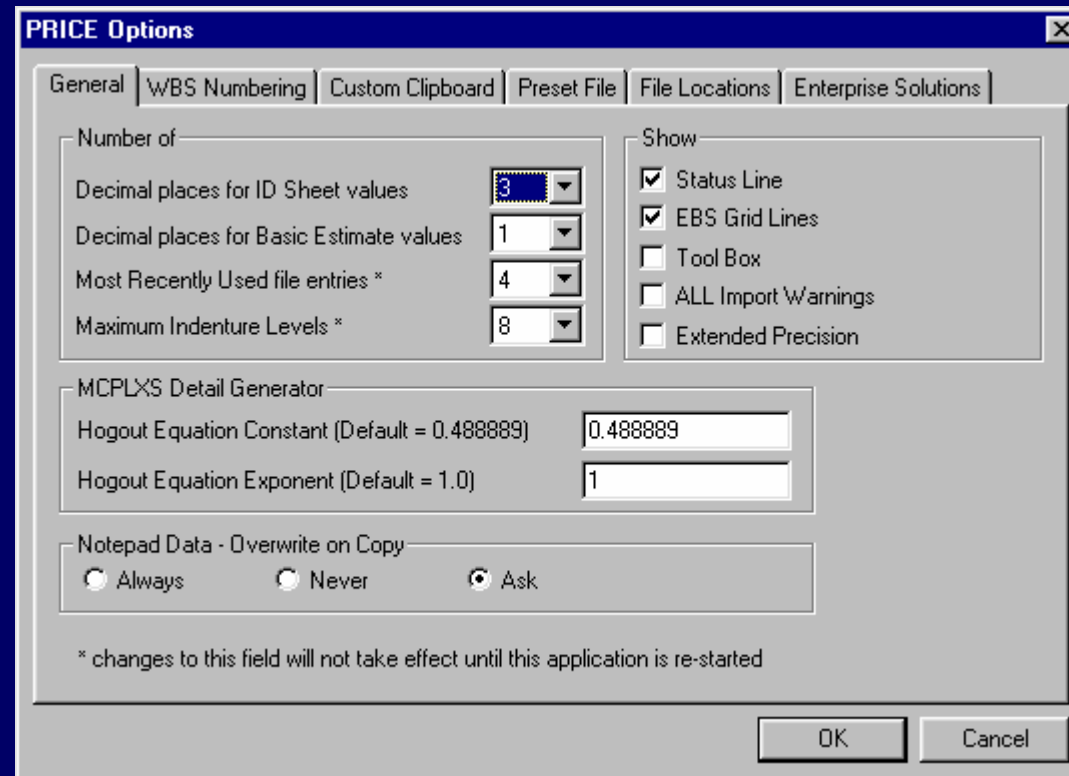 PRICE Options
General WBS Numbering Custom Clipboard Preset File File Locations Enterprise Solutions
Number of
Decimal places for ID Sheet values 3
Decimal places for Basic Estimate values 1
Most Recently Used file entries * 4
Maximum Indenture Levels * 8
Show
Status Line
EBS Grid Lines
Tool Box
ALL Import Warnings
Extended Precision
MCPLXS Detail Generator
Hogout Equation Constant (Default = 0.488889) 0.488889
Hogout Equation Exponent (Default = 1.0) 1
Notepad Data - Overwrite on Copy
Always Never Ask
* changes to this field will not take effect until this application is re-started
OK Cancel